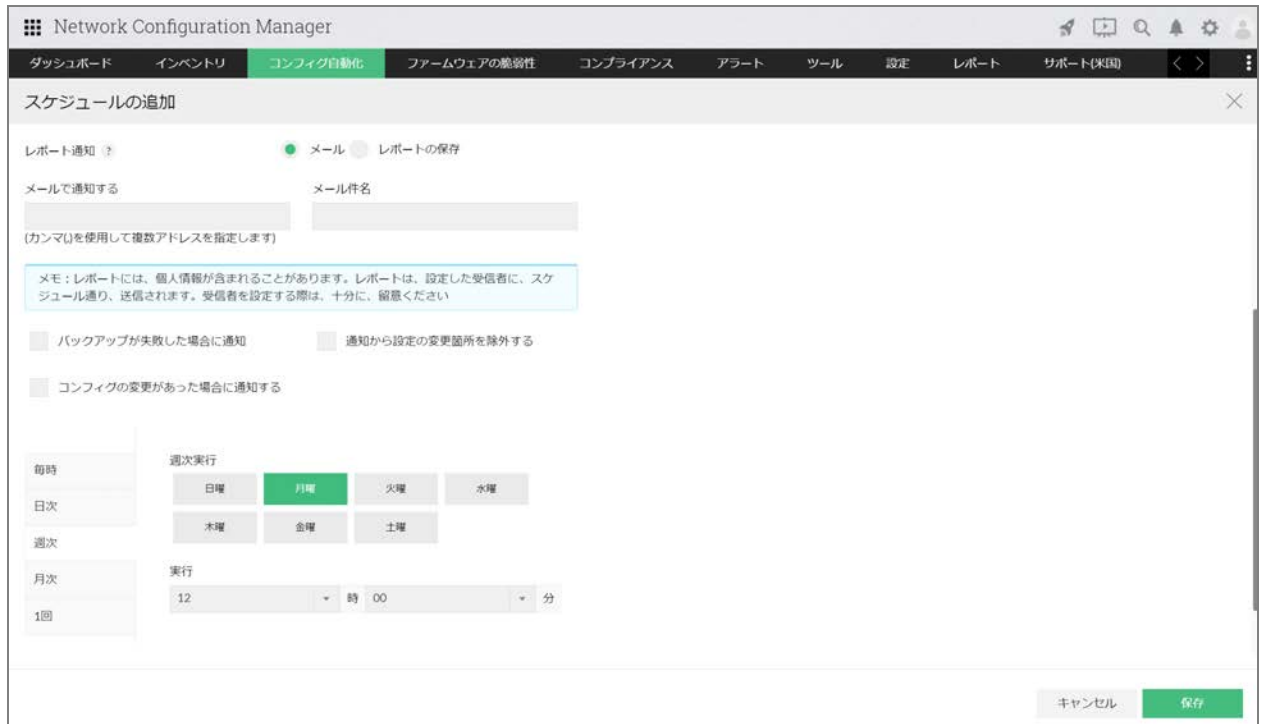 Network Configuration Manager
ダッシュボード インベントリ コンフィグ自動化 ファームウェアの脆弱性 コンプライアンス アラート ツール 設定 レポート サポート(米国)
スケジュールの追加
レポート通知 ? メール レポートの保存
メールで通知する メール件名
(カンマ(,)を使用して複数アドレスを指定します)
メモ：レポートには、個人情報が含まれることがあります。レポートは、設定した受信者に、スケ
ジュール通り、送信されます。受信者を設定する際は、十分に、留意ください
バックアップが失敗した場合に通知 通知から設定の変更箇所を除外する
コンフィグの変更があった場合に通知する
毎時
日次
週次
月次
1回
週次実行
日曜 月曜 火曜 水曜
木曜 金曜 土曜
実行
12 時 00 分
キャンセル 保存